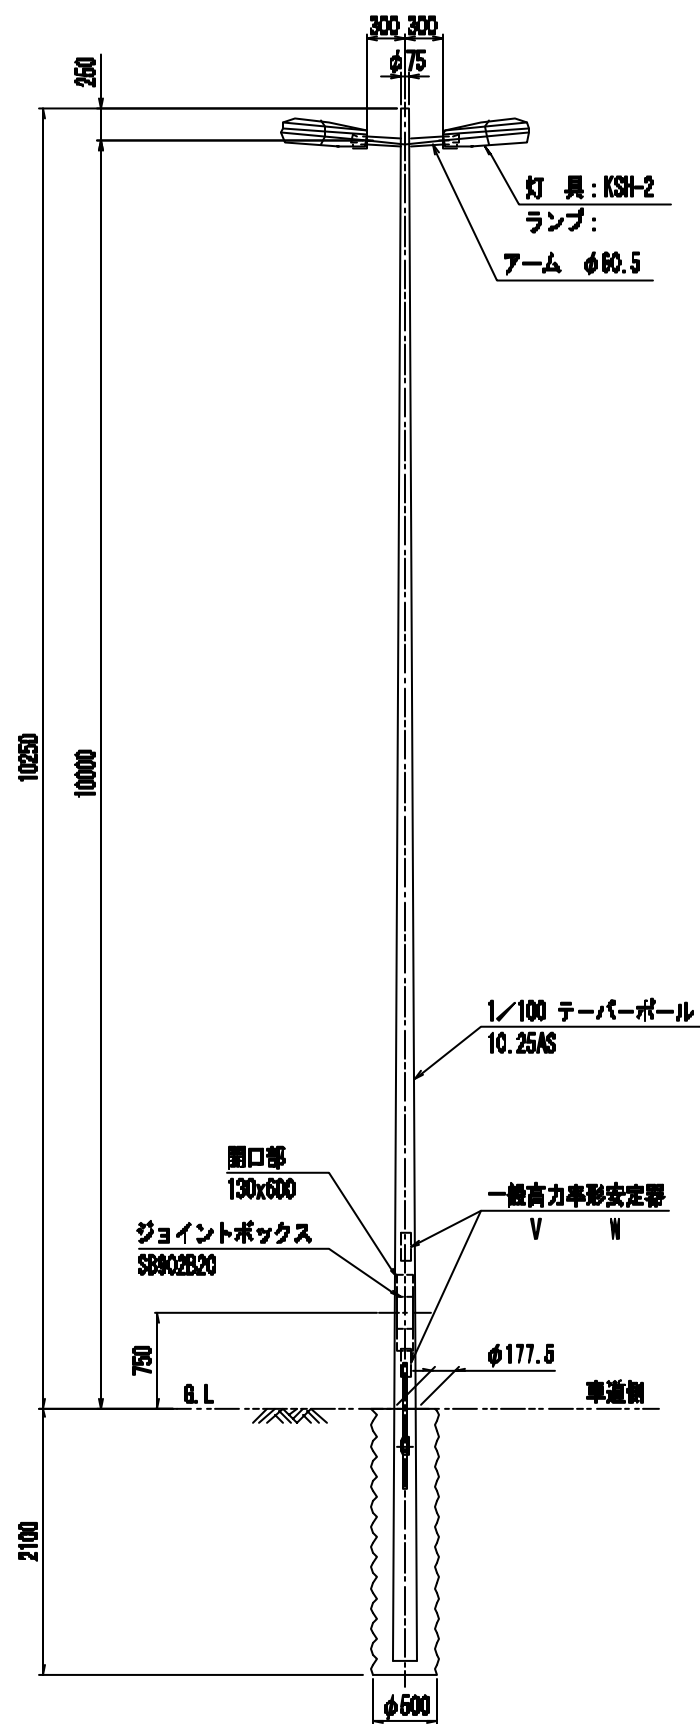 300 300
φ75
250
灯 具:KSH-2
ランプ:
アーム φ60.5
10250
10000
1/100 テーパーポール
10.25AS
開口部
130x600
一般高力率形安定器
V W
ジョイントボックス
SB902B20
750
φ177.5
G.L
車道側
2100
φ500